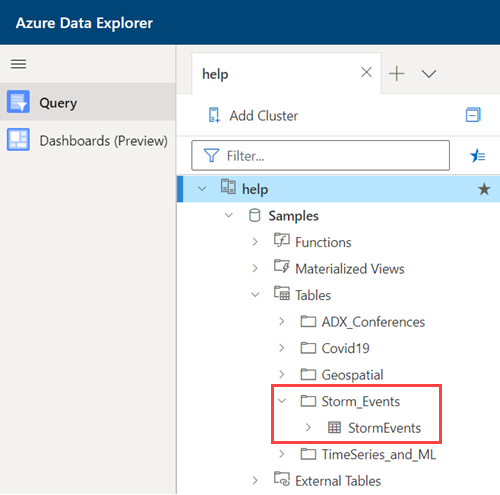 Azure Data Explorer
help
Query
Add Cluster
Dashboards (Preview)
Filter...
help
Samples
Functions
Materialized Views
Tables
ADX_Conferences
Covid19
Geospatial
Storm_Events
StormEvents
TimeSeries_and_ML
External Tables